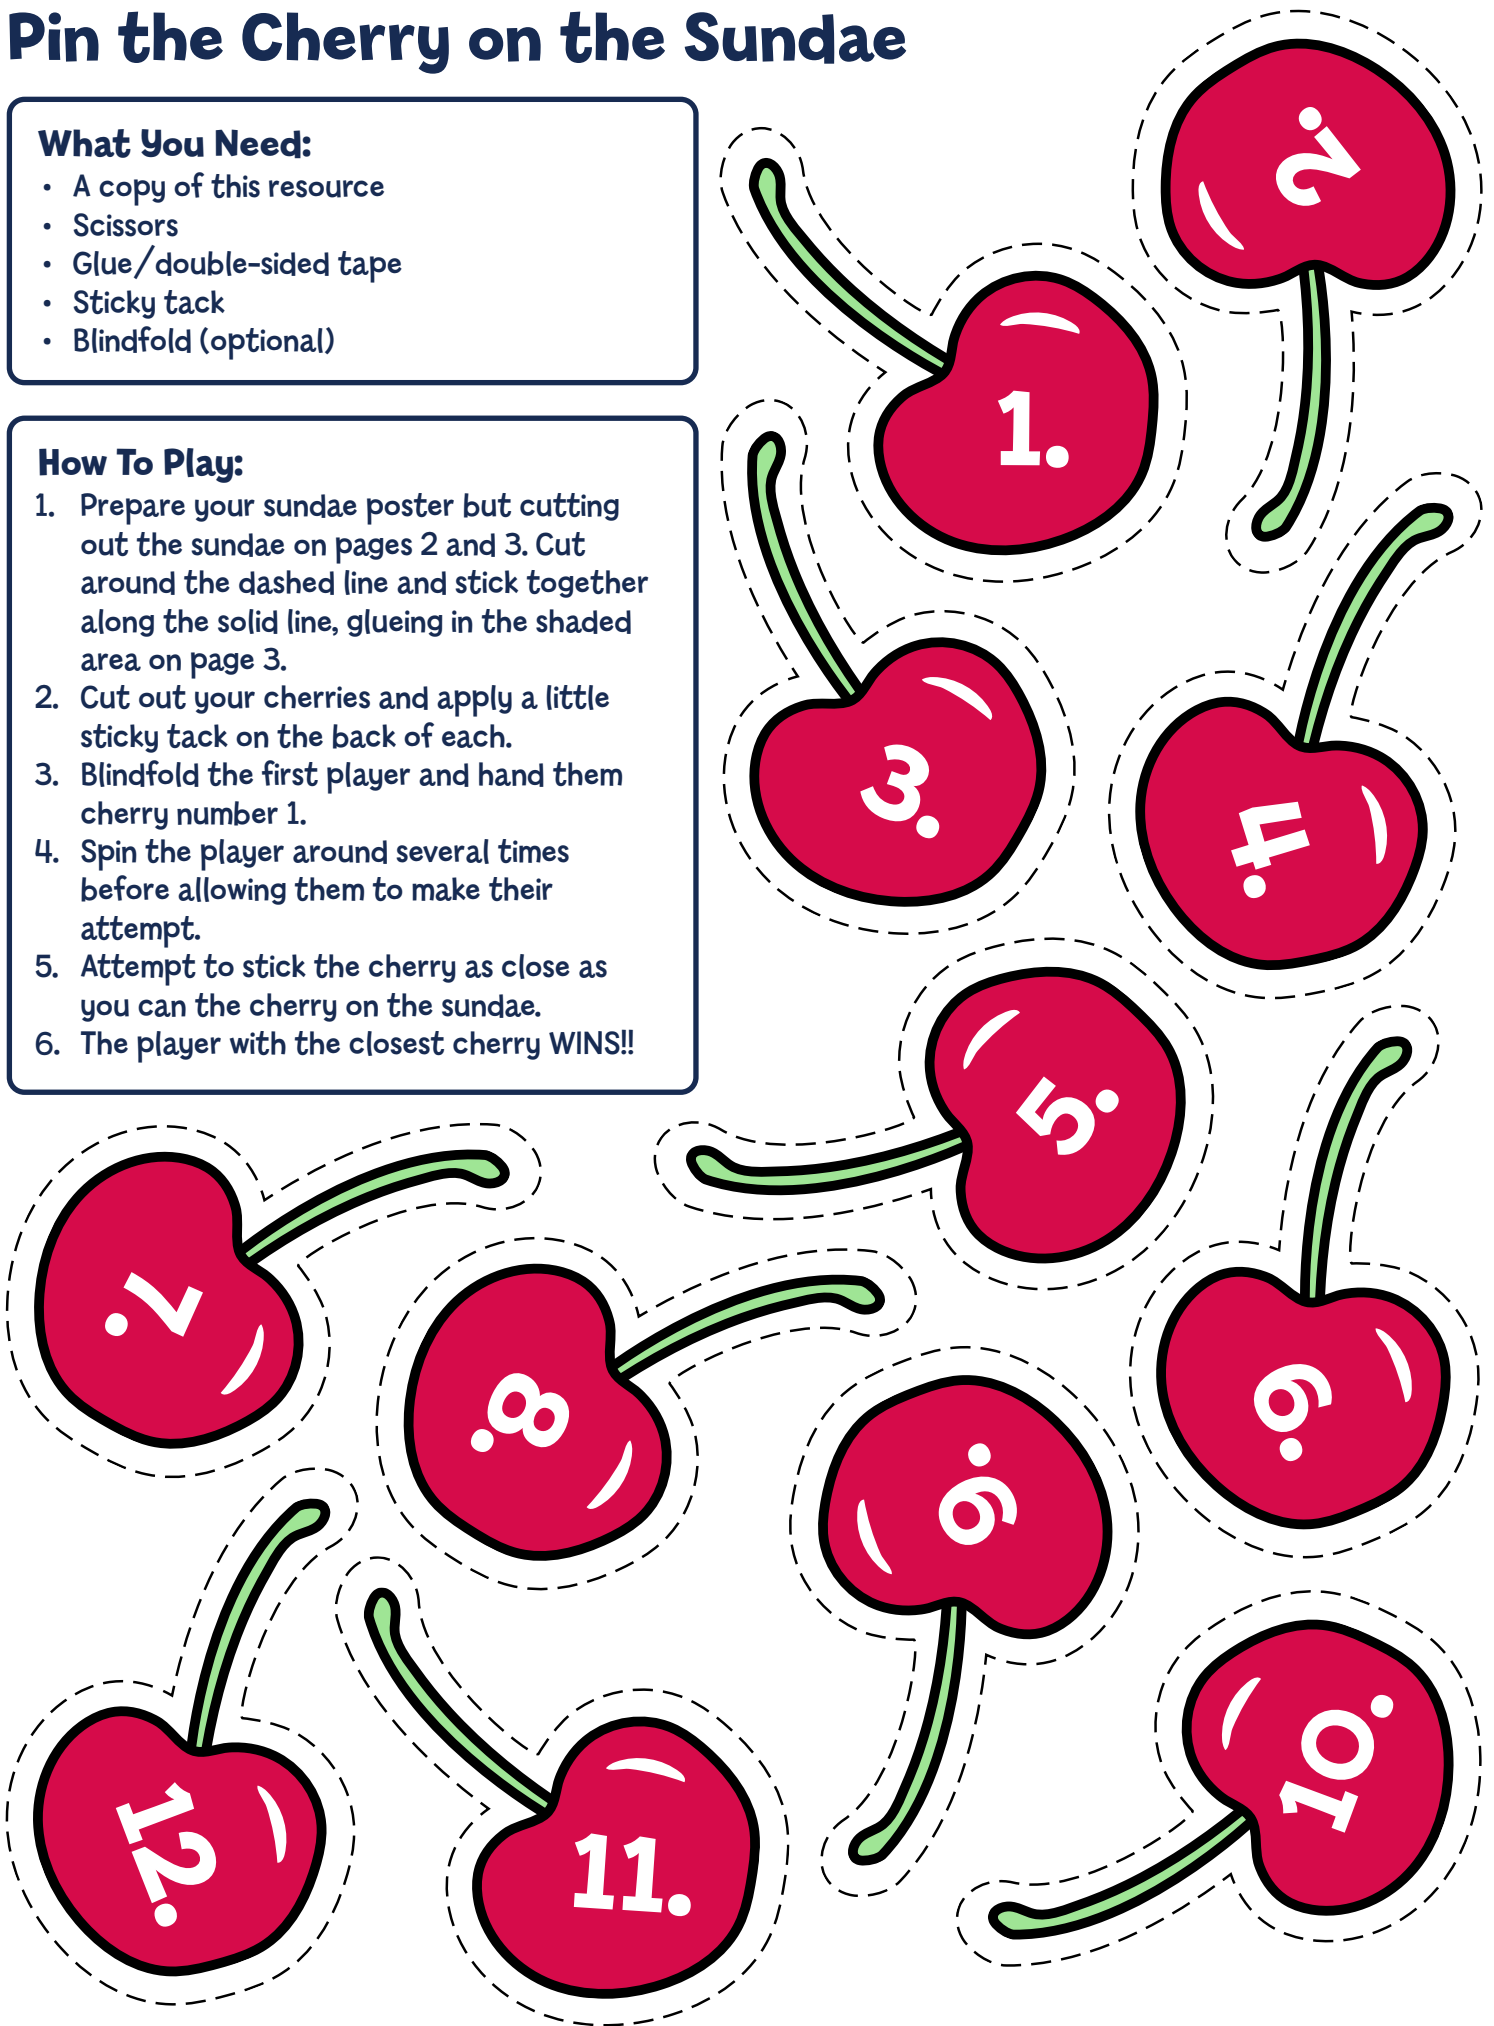 Pin the Cherry on the Sundae
What You Need:
• A copy of this resource
• Scissors
• Glue/double-sided tape
• Sticky tack
• Blindfold (optional)
How To Play:
1. Prepare your sundae poster but cutting
out the sundae on pages 2 and 3. Cut
around the dashed line and stick together
along the solid line, glueing in the shaded
area on page 3.
2. Cut out your cherries and apply a little
sticky tack on the back of each.
3. Blindfold the first player and hand them
cherry number 1.
4. Spin the player around several times
before allowing them to make their
attempt.
5. Attempt to stick the cherry as close as
you can the cherry on the sundae.
6. The player with the closest cherry WINS!!
1.
2.
3.
4.
5.
6.
7.
8.
9.
10.
11.
12.